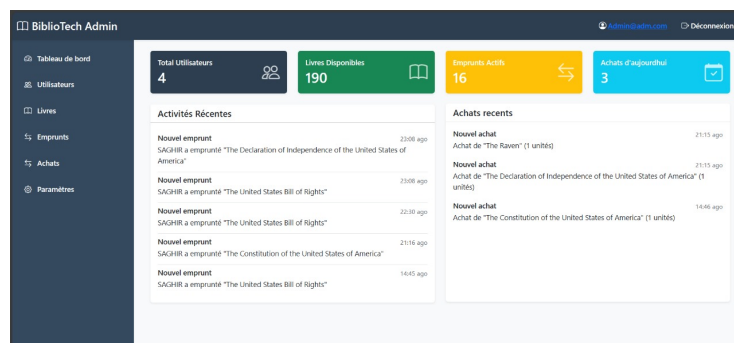 BiblioTech Admin
Admin@adm.com
Déconnexion
Tableau de bord
Utilisateurs
Livres
Emprunts
Achats
Paramètres
Total Utilisateurs
4
Livres Disponibles
190
Emprunts Actifs
16
Achats d'aujourdhui
3
Activités Récentes
Nouvel emprunt 23:08 ago
SAGHIR a emprunté "The Declaration of Independence of the United States of
America"
Nouvel emprunt 23:08 ago
SAGHIR a emprunté "The United States Bill of Rights"
Nouvel emprunt 22:30 ago
SAGHIR a emprunté "The United States Bill of Rights"
Nouvel emprunt 21:16 ago
SAGHIR a emprunté "The Constitution of the United States of America"
Nouvel emprunt 14:45 ago
SAGHIR a emprunté "The United States Bill of Rights"
Achats recents
Nouvel achat 21:15 ago
Achat de "The Raven" (1 unités)
Nouvel achat 21:15 ago
Achat de "The Declaration of Independence of the United States of America" (1
unités)
Nouvel achat 14:46 ago
Achat de "The Constitution of the United States of America" (1 unités)